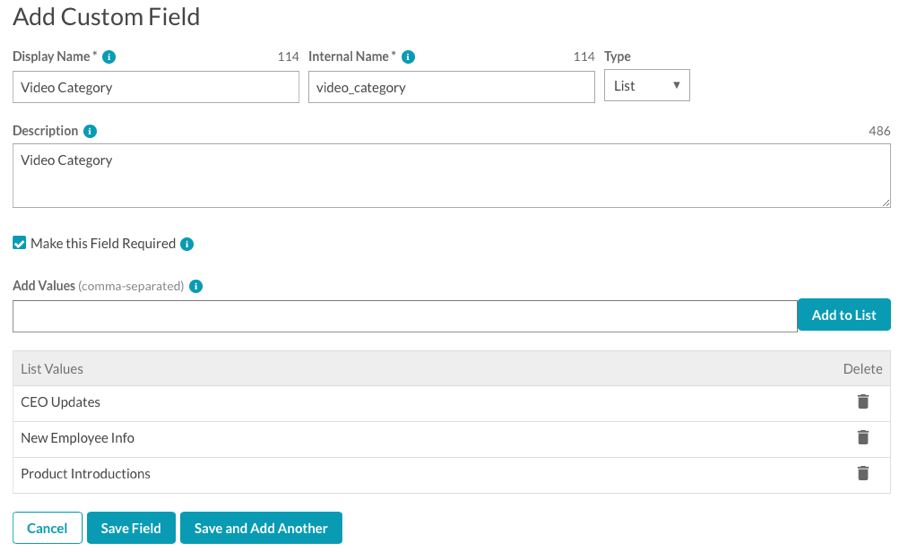 Add Custom Field
Display Name * i 114 Internal Name * i 114 Type
Video Category video_category List ▼
Description i 486
Video Category
Make this Field Required i
Add Values (comma-separated) i
Add to List
List Values Delete
CEO Updates
New Employee Info
Product Introductions
Cancel Save Field Save and Add Another